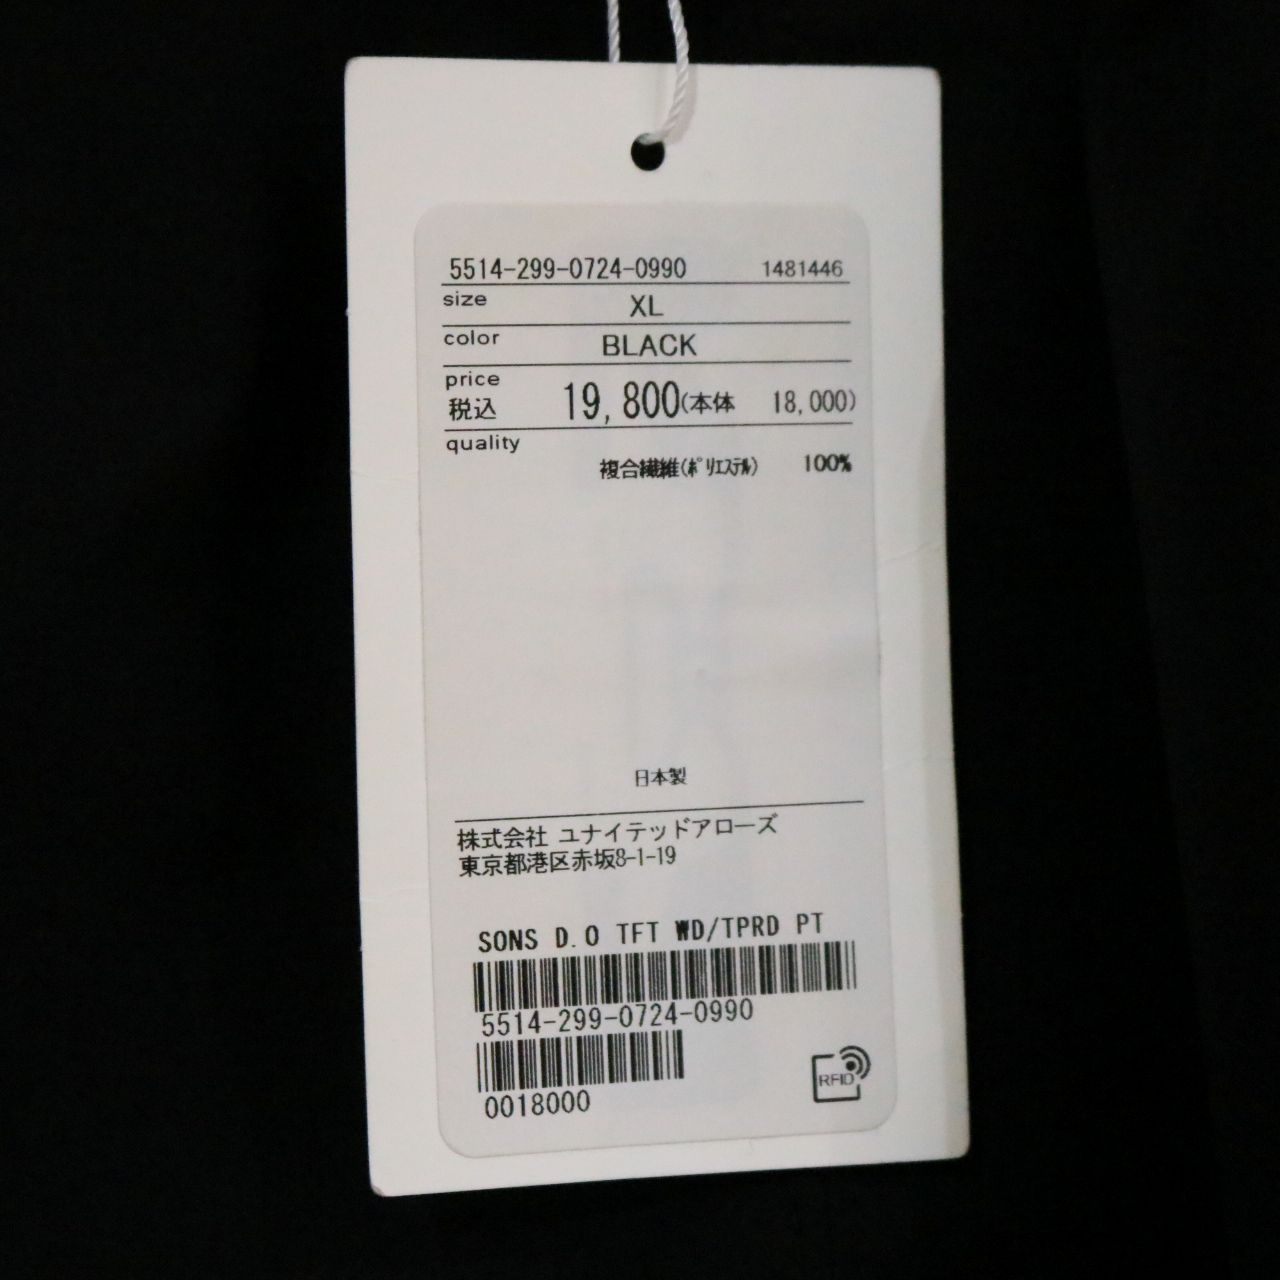 5514-299-0724-0990 1481446
size XL
color BLACK
price
税込 19,800(本体 18,000)
quality
複合繊維(ﾎﾟﾘｴｽﾃﾙ) 100%
日本製
株式会社 ユナイテッドアローズ
東京都港区赤坂8-1-19
SONS D.O TFT WD/TPRD PT
5514-299-0724-0990
0018000
RFID